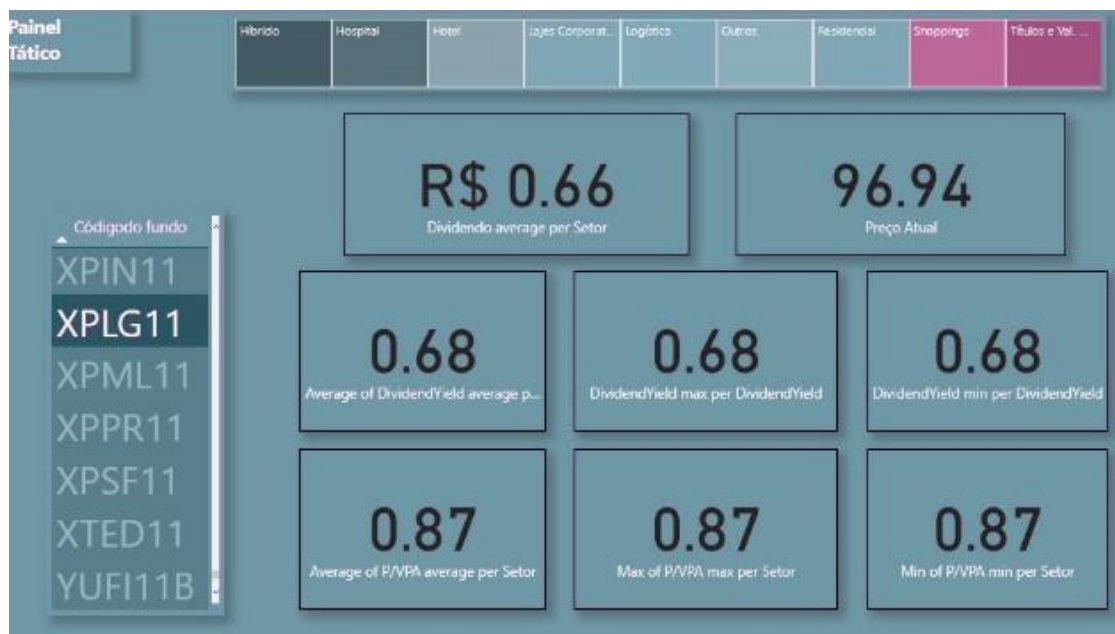 Painel
Tático
Híbrido
Hospital
Hotel
Lajes Corporat...
Logística
Outros
Residencial
Shoppings
Títulos e Val. ...
R$ 0.66
Dividendo average per Setor
96.94
Preço Atual
Códigodo fundo
XPIN11
XPLG11
XPML11
XPPR11
XPSF11
XTED11
YUFI11B
0.68
Average of DividendYield average p...
0.68
DividendYield max per DividendYield
0.68
DividendYield min per DividendYield
0.87
Average of P/VPA average per Setor
0.87
Max of P/VPA max per Setor
0.87
Min of P/VPA min per Setor